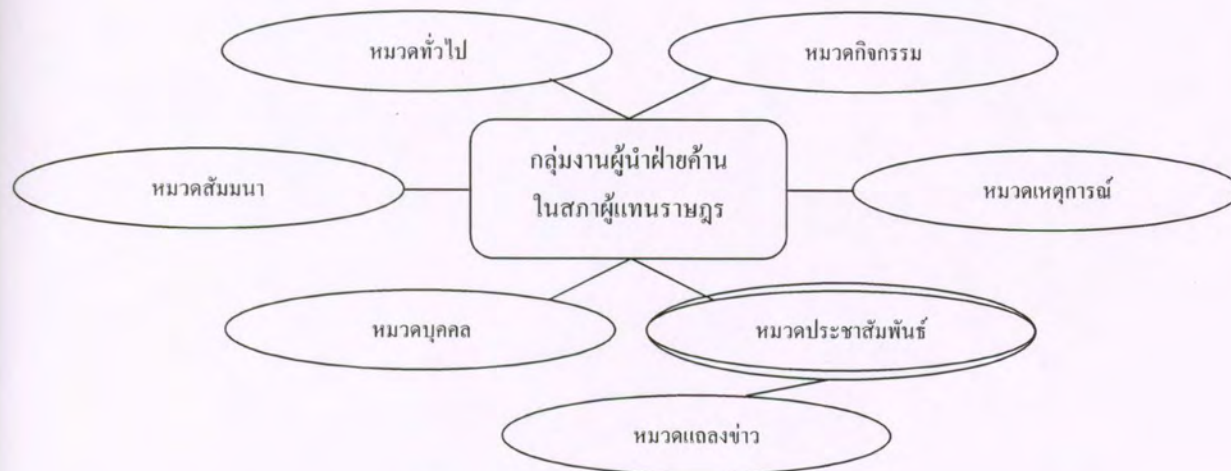 หมวดทั่วไป
หมวดกิจกรรม
กลุ่มงานผู้นำฝ่ายค้าน
ในสภาผู้แทนราษฎร
หมวดสัมมนา
หมวดเหตุการณ์
หมวดบุคคล
หมวดประชาสัมพันธ์
หมวดแถลงข่าว